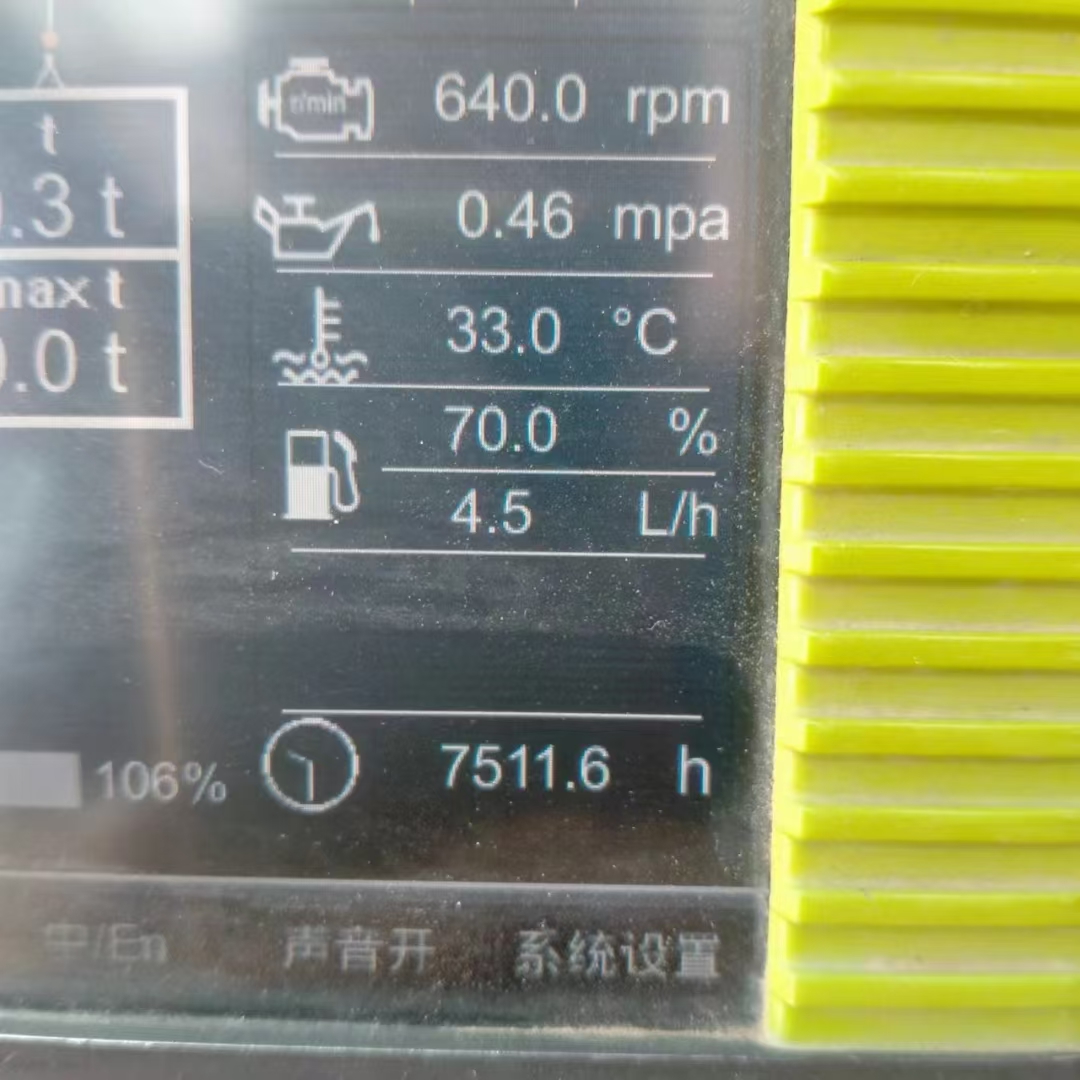 r/min 640.0 rpm
t
.3 t
0.46 mpa
max t
33.0 °C
.0 t
70.0 %
4.5 L/h
106% 7511.6 h
中/En 声音开 系统设置